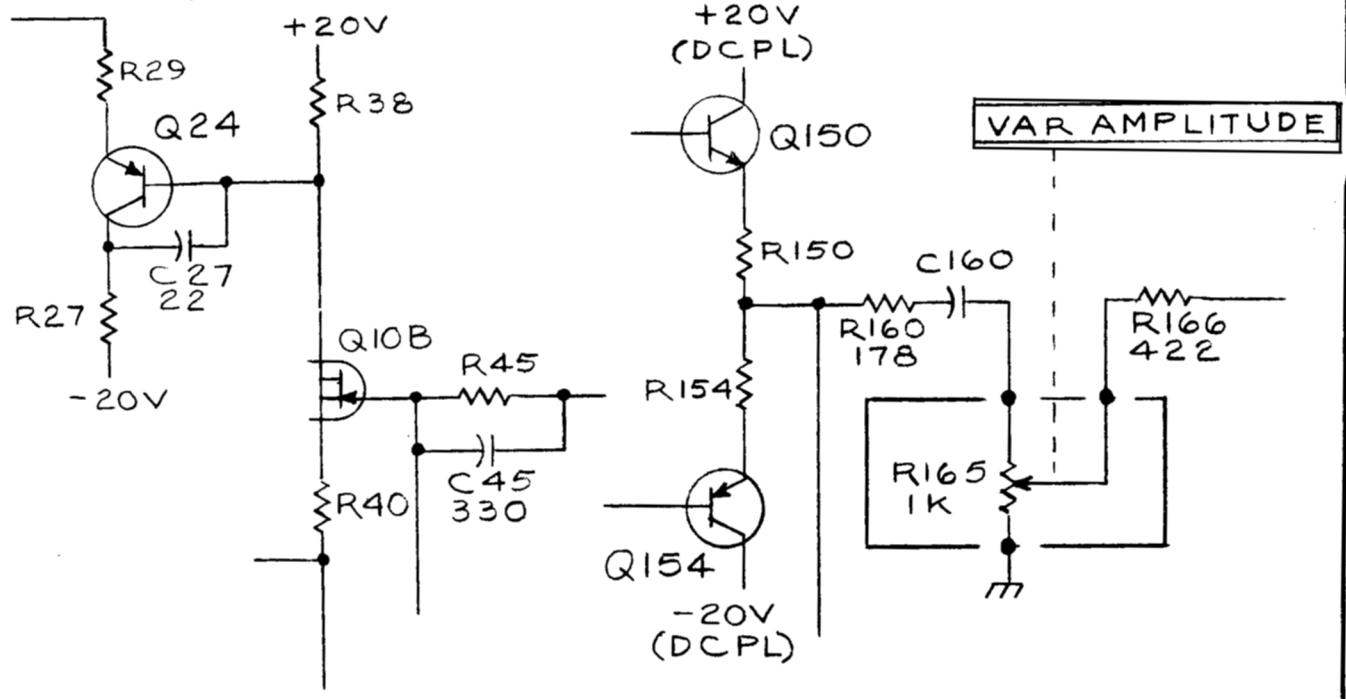 +20V
R29
R38
Q24
C27
22
R27
-20V
Q10B
R45
C45
330
R40
+20V
(DCPL)
Q150
R150
R154
Q154
-20V
(DCPL)
C160
R160
178
VAR AMPLITUDE
R166
422
R165
1K